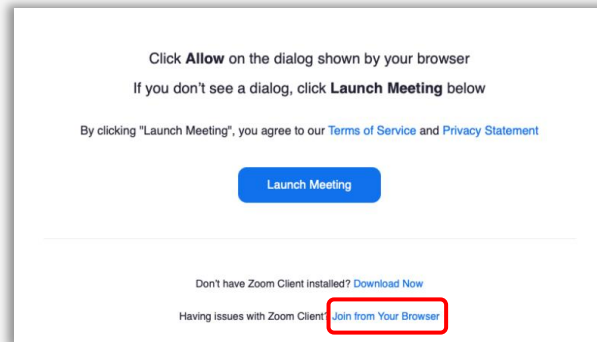 Click Allow on the dialog shown by your browser
If you don't see a dialog, click Launch Meeting below
By clicking "Launch Meeting", you agree to our Terms of Service and Privacy Statement
Launch Meeting
Don't have Zoom Client installed? Download Now
Having issues with Zoom Client? Join from Your Browser